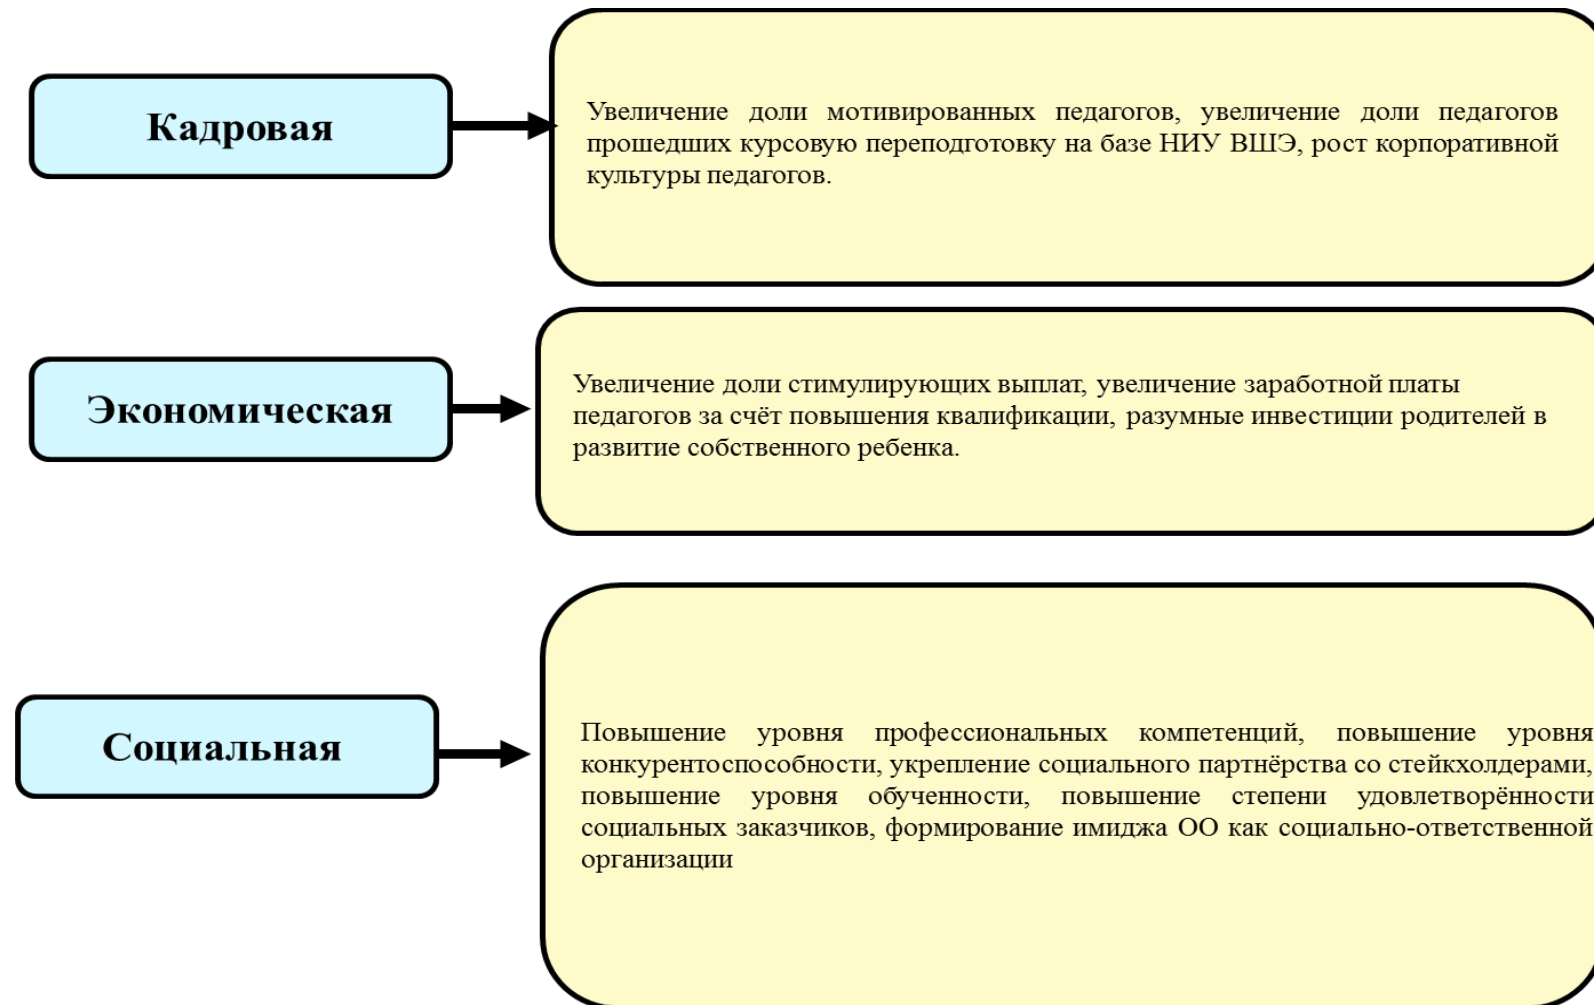 Кадровая
Увеличение доли мотивированных педагогов, увеличение доли педагогов
прошедших курсовую переподготовку на базе НИУ ВШЭ, рост корпоративной
культуры педагогов.
Экономическая
Увеличение доли стимулирующих выплат, увеличение заработной платы
педагогов за счёт повышения квалификации, разумные инвестиции родителей в
развитие собственного ребенка.
Социальная
Повышение уровня профессиональных компетенций, повышение уровня
конкурентоспособности, укрепление социального партнёрства со стейкхолдерами,
повышение уровня обученности, повышение степени удовлетворённости
социальных заказчиков, формирование имиджа ОО как социально-ответственной
организации